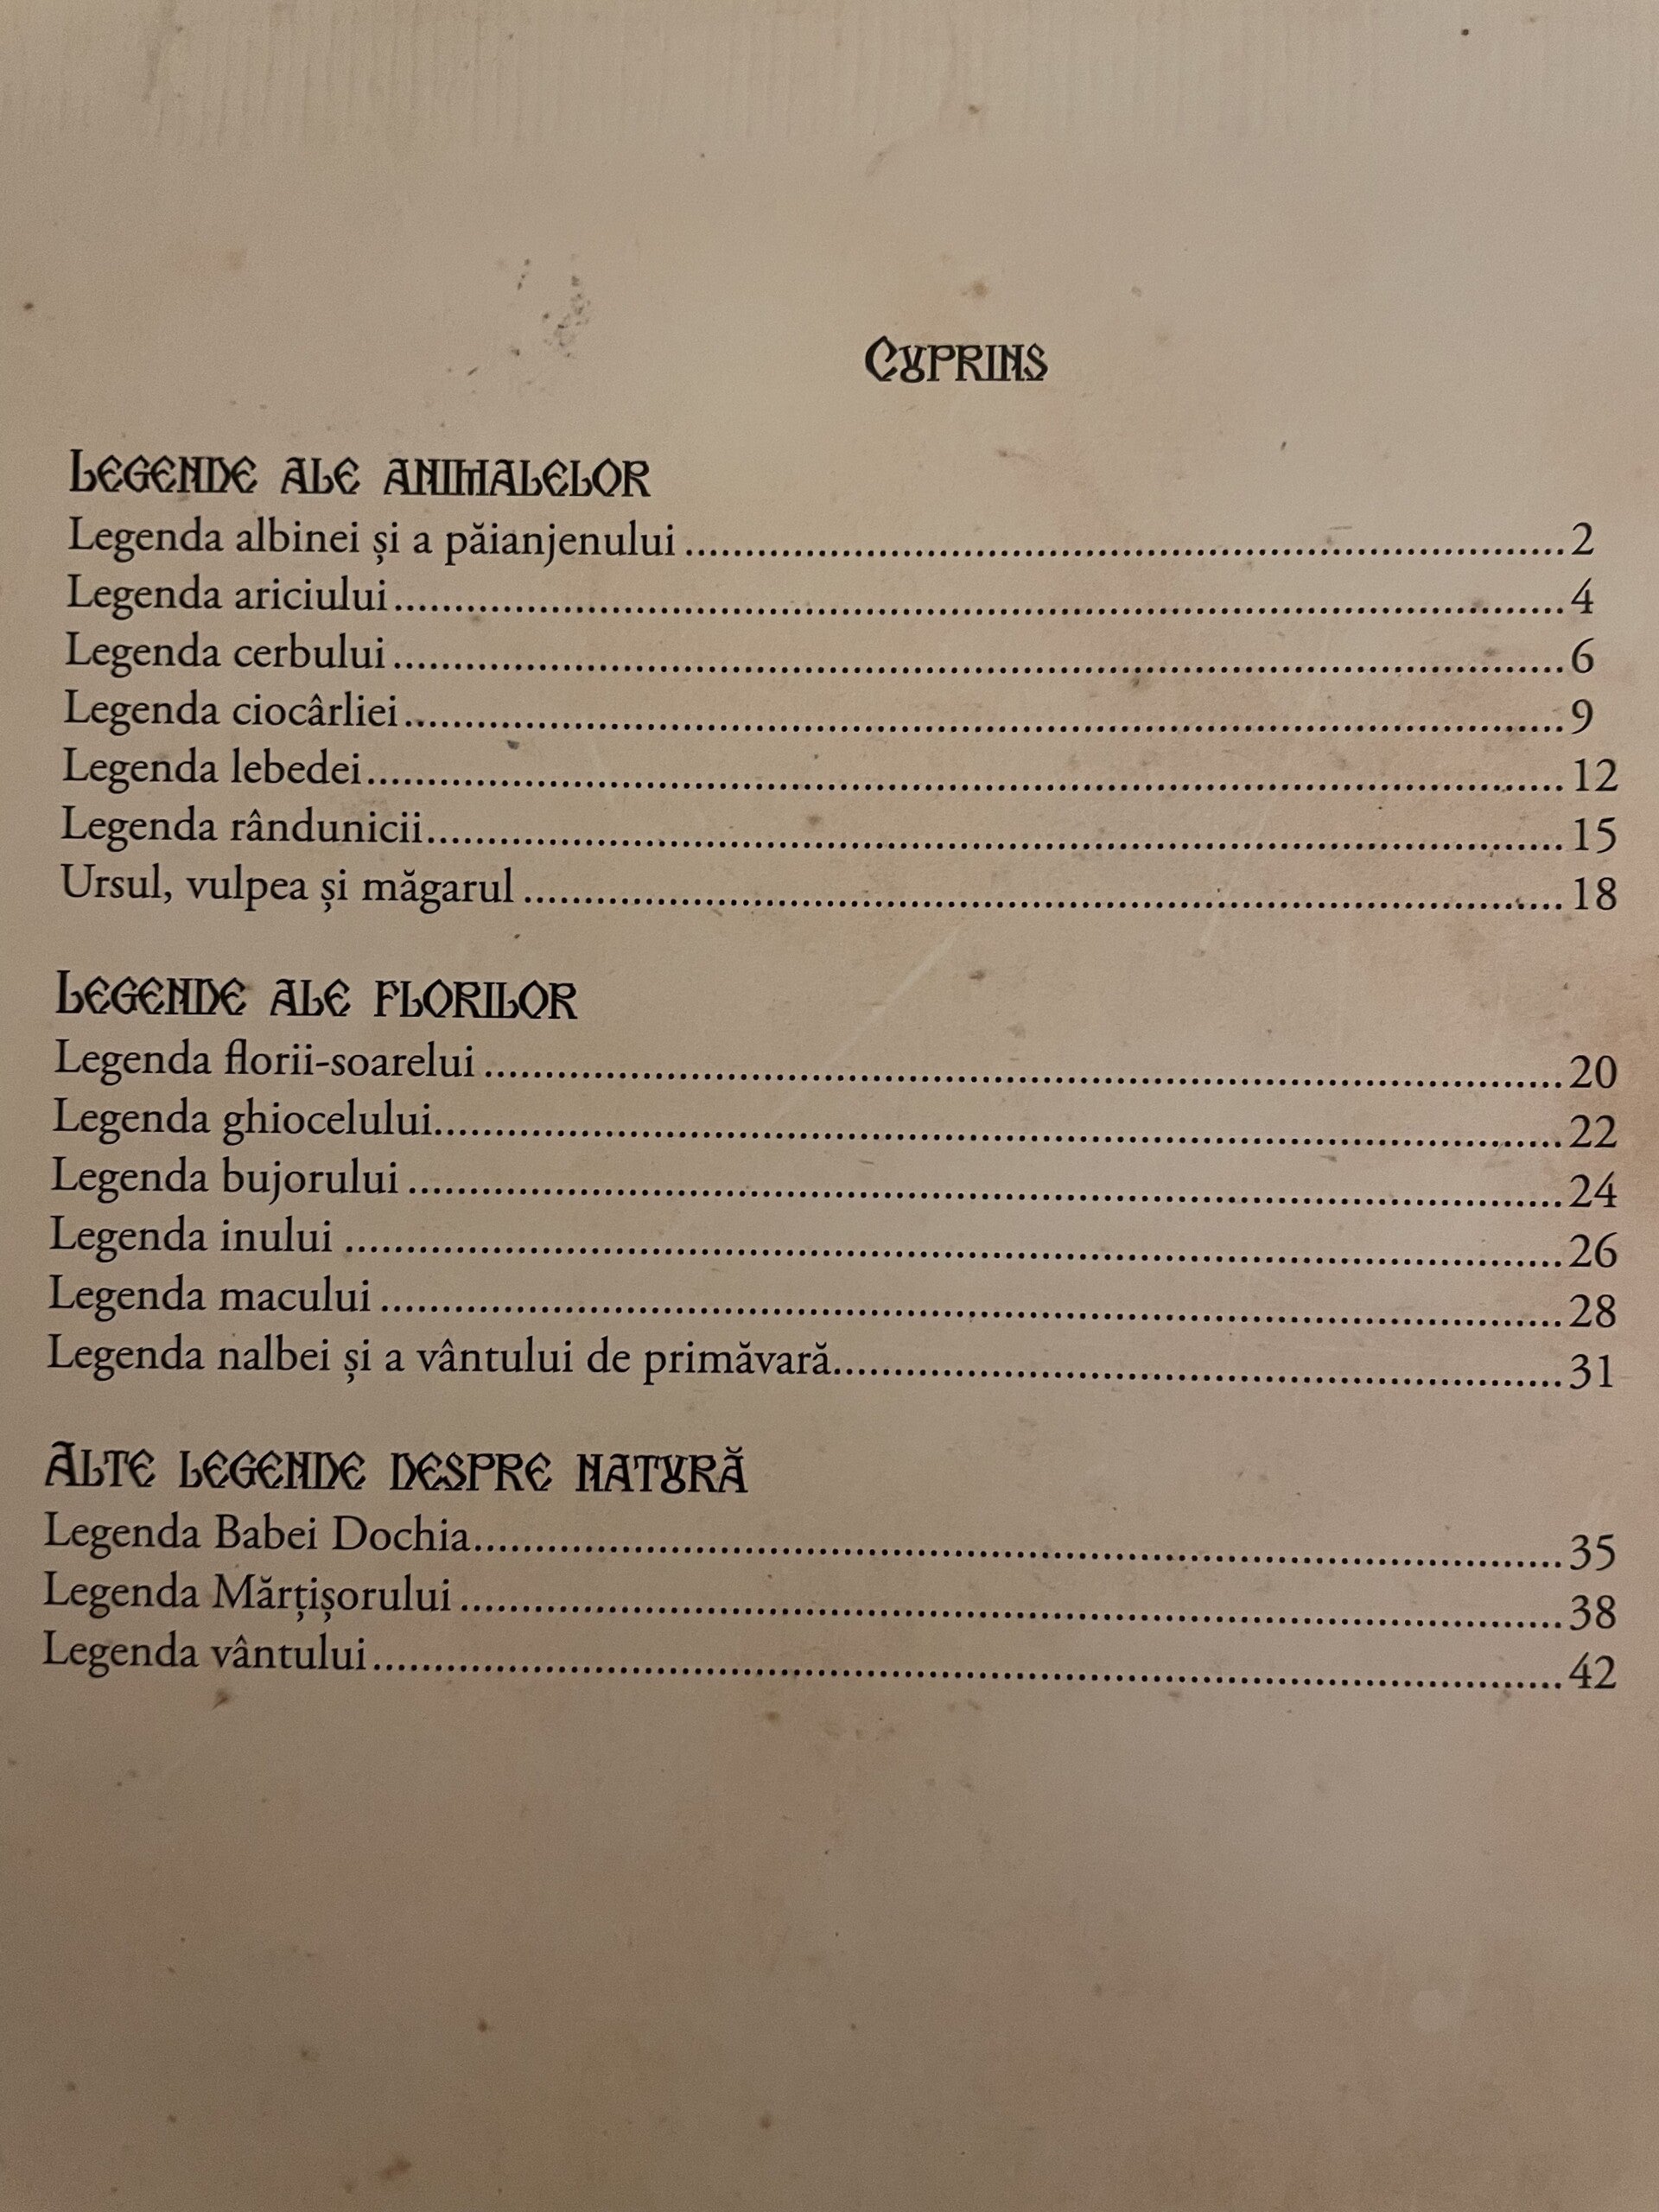 Cuprins
Legende ale animalelor
Legenda albinei și a păianjenului ........................................ 2
Legenda ariciului ........................................ 4
Legenda cerbului ........................................ 6
Legenda ciocârliei ........................................ 9
Legenda lebedei ........................................ 12
Legenda rândunicii ........................................ 15
Ursul, vulpea și măgarul ........................................ 18
Legende ale florilor
Legenda florii-soarelui ........................................ 20
Legenda ghiocelului ........................................ 22
Legenda bujorului ........................................ 24
Legenda inului ........................................ 26
Legenda macului ........................................ 28
Legenda nalbei și a vântului de primăvară ........................................ 31
Alte legende despre natură
Legenda Babei Dochia ........................................ 35
Legenda Mărțișorului ........................................ 38
Legenda vântului ........................................ 42